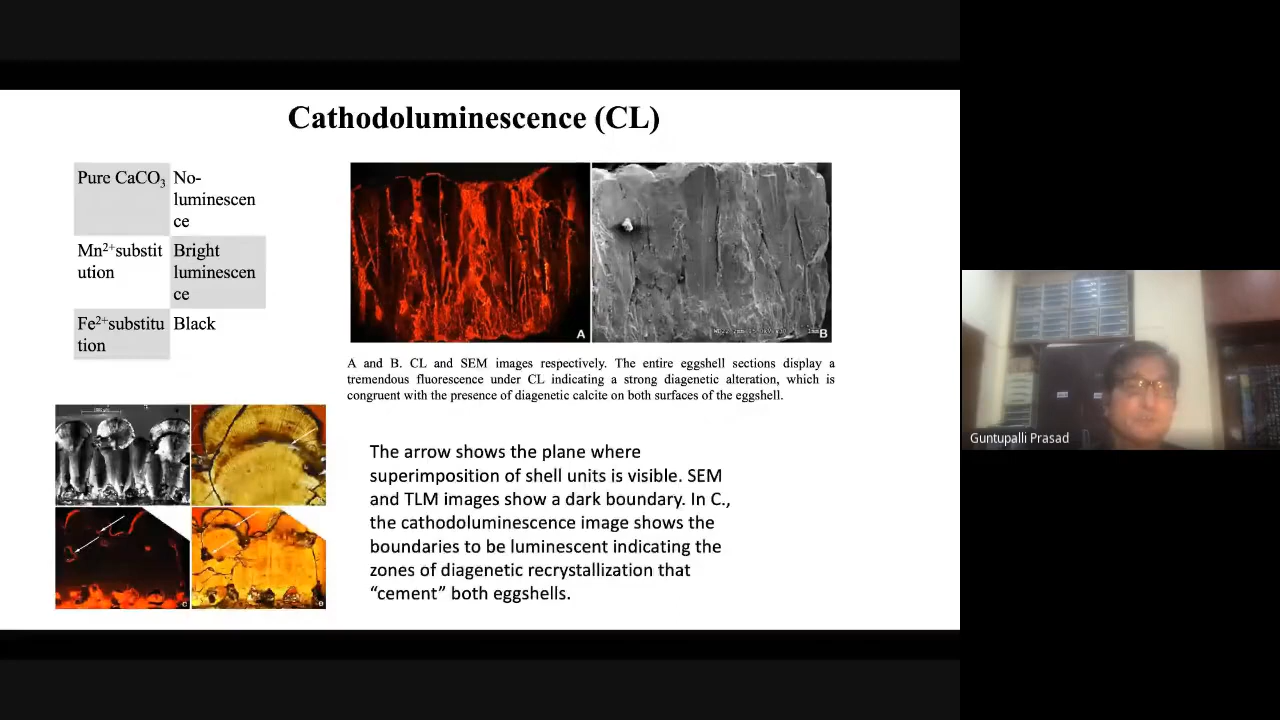 Cathodoluminescence (CL)
Pure CaCO3 No-
luminescen
ce
Mn2+substit
ution
Bright
luminescen
ce
Fe2+substitu
tion
Black
A
B
A and B. CL and SEM images respectively. The entire eggshell sections display a
tremendous fluorescence under CL indicating a strong diagenetic alteration, which is
congruent with the presence of diagenetic calcite on both surfaces of the eggshell.
The arrow shows the plane where
superimposition of shell units is visible. SEM
and TLM images show a dark boundary. In C.,
the cathodoluminescence image shows the
boundaries to be luminescent indicating the
zones of diagenetic recrystallization that
“cement” both eggshells.
Guntupalli Prasad